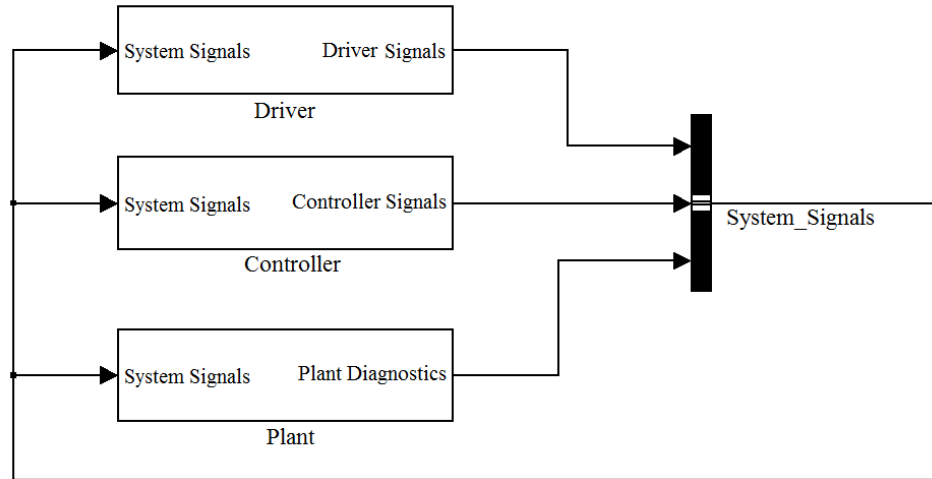 System Signals Driver Signals
Driver
System Signals Controller Signals
System_Signals
Controller
System Signals Plant Diagnostics
Plant